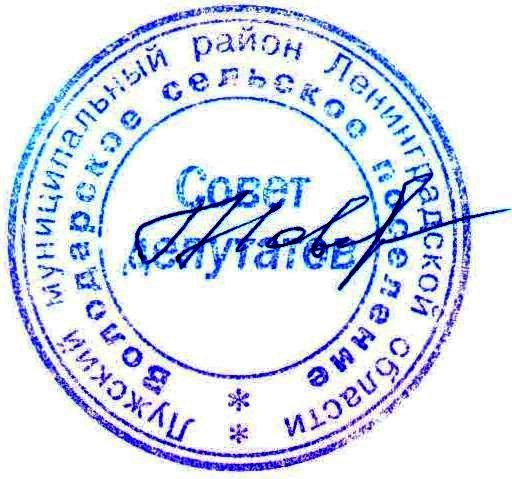 Лужский муниципальный район Ленинградской области
Володарское сельское поселение
* *
Совет
депутатов